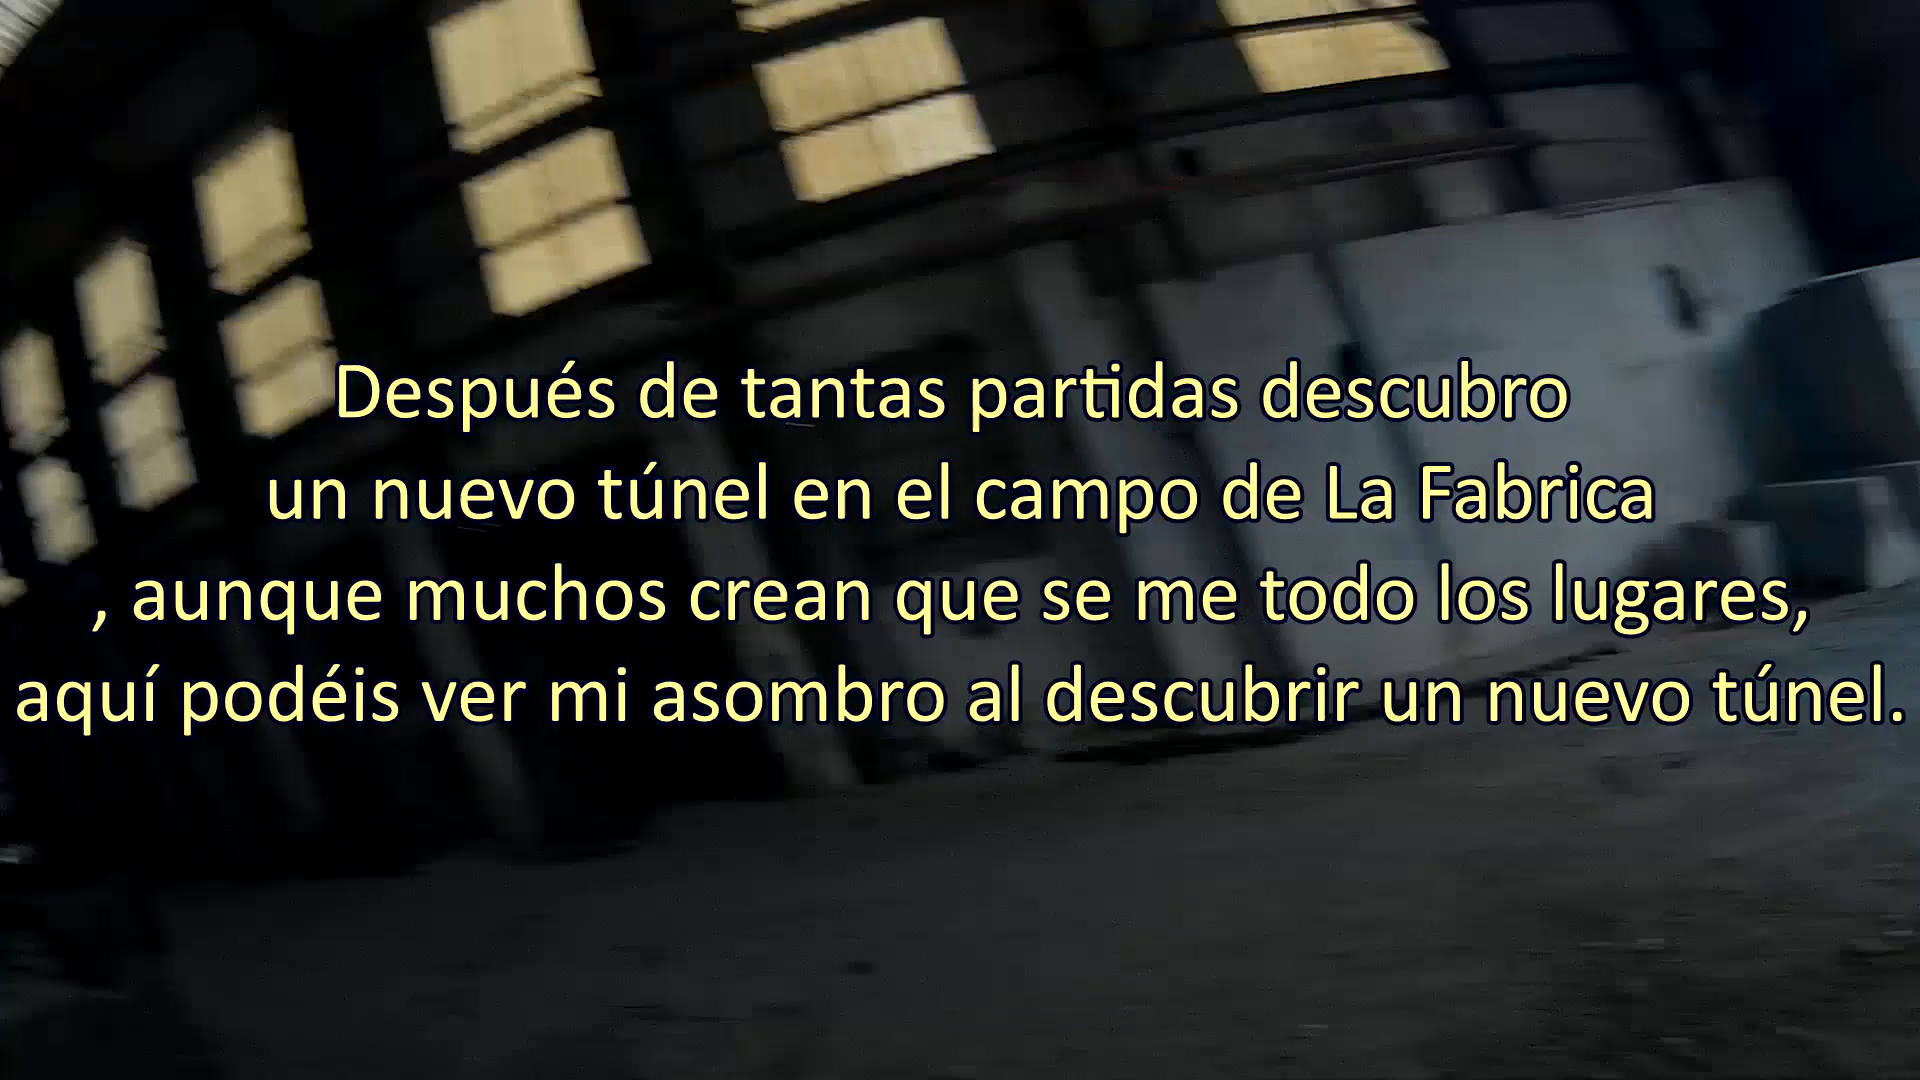 Después de tantas partidas descubro
un nuevo túnel en el campo de La Fabrica
, aunque muchos crean que se me todo los lugares,
aquí podéis ver mi asombro al descubrir un nuevo túnel.